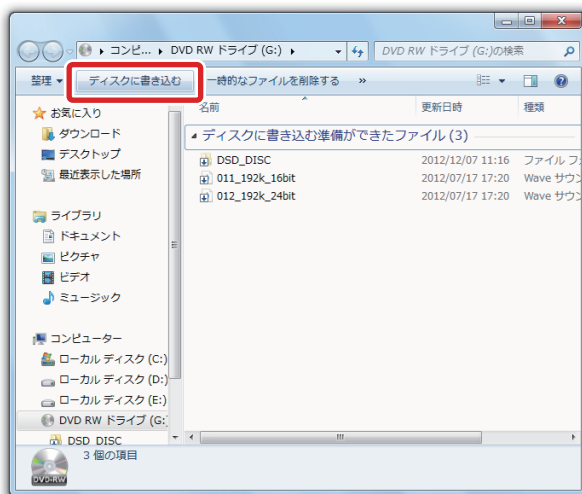 コンピ... ▸ DVD RW ドライブ (G:) ▸
DVD RW ドライブ (G:)の検索
整理 ディスクに書き込む 一時的なファイルを削除する »
名前 更新日時 種類
お気に入り
ダウンロード
デスクトップ
最近表示した場所
ライブラリ
ドキュメント
ピクチャ
ビデオ
ミュージック
コンピューター
ローカル ディスク (C:)
ローカル ディスク (D:)
ローカル ディスク (E:)
DVD RW ドライブ (G:
DSD_DISC
ディスクに書き込む準備ができたファイル (3)
DSD_DISC 2012/12/07 11:16 ファイル フ
011_192k_16bit 2012/07/17 17:20 Wave サウン
012_192k_24bit 2012/07/17 17:20 Wave サウン
3 個の項目
DVD-RW